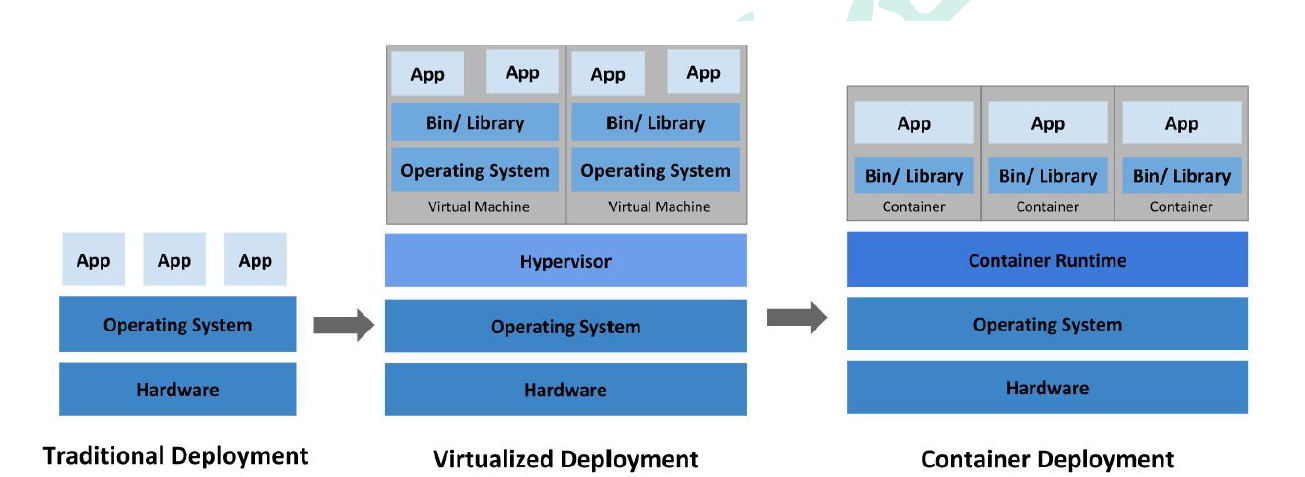 App
App
App
Operating System
Hardware
Traditional Deployment
App
App
App
App
Bin/ Library
Bin/ Library
Operating System
Operating System
Virtual Machine
Virtual Machine
Hypervisor
Operating System
Hardware
Virtualized Deployment
App
App
App
Bin/ Library
Bin/ Library
Bin/ Library
Container
Container
Container
Container Runtime
Operating System
Hardware
Container Deployment